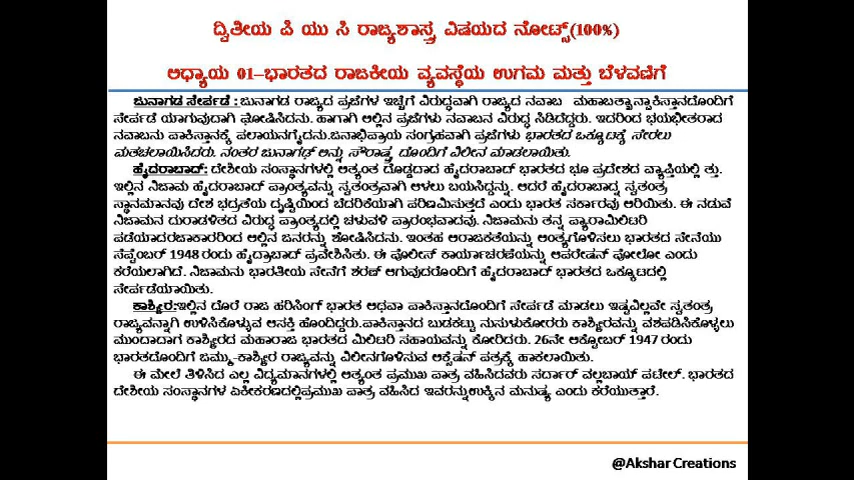 ದ್ವಿತೀಯ ಪಿ ಯು ಸಿ ರಾಜ್ಯಶಾಸ್ತ್ರ ವಿಷಯದ ನೋಟ್ಸ್(100%)
ಅಧ್ಯಾಯ 01–ಭಾರತದ ರಾಜಕೀಯ ವ್ಯವಸ್ಥೆಯ ಉಗಮ ಮತ್ತು ಬೆಳವಣಿಗೆ
ಜುನಾಗಡ ಸೇರ್ಪಡೆ : ಜುನಾಗಡ ರಾಜ್ಯದ ಪ್ರಜೆಗಳ ಇಚ್ಛೆಗೆ ವಿರುದ್ಧವಾಗಿ ರಾಜ್ಯದ ನವಾಬ ಮಹಾಬತ್ಖಾನ್ಪಾಕಿಸ್ತಾನದೊಂದಿಗೆ
ಸೇರ್ಪಡೆ ಯಾಗುವುದಾಗಿ ಘೋಷಿಸಿದನು. ಹಾಗಾಗಿ ಅಲ್ಲಿನ ಪ್ರಜೆಗಳು ನವಾಬನ ವಿರುದ್ಧ ಸಿಡಿದೆದ್ದರು. ಇದರಿಂದ ಭಯಭೀತರಾದ
ನವಾಬನು ಪಾಕಿಸ್ತಾನಕ್ಕೆ ಪಲಾಯನಗೈದನು.ಜನಾಭಿಪ್ರಾಯ ಸಂಗ್ರಹವಾಗಿ ಪ್ರಜೆಗಳು ಭಾರತದ ಒಕ್ಕೂಟಕ್ಕೆ ಸೇರಲು
ಮತಚಲಾಯಿಸಿದರು. ನಂತರ ಜುನಾಗಢ್ ಅನ್ನು ಸೌರಾಷ್ಟ್ರ ದೊಂದಿಗೆ ವಿಲೀನ ಮಾಡಲಾಯಿತು.
ಹೈದರಾಬಾದ್: ದೇಶೀಯ ಸಂಸ್ಥಾನಗಳಲ್ಲಿ ಅತ್ಯಂತ ದೊಡ್ಡದಾದ ಹೈದರಾಬಾದ್ ಭಾರತದ ಭೂ ಪ್ರದೇಶದ ವ್ಯಾಪ್ತಿಯಲ್ಲಿ ತ್ತು.
ಇಲ್ಲಿನ ನಿಜಾಮ ಹೈದರಾಬಾದ್ ಪ್ರಾಂತ್ಯವನ್ನು ಸ್ವತಂತ್ರವಾಗಿ ಆಳಲು ಬಯಸಿದ್ದನು. ಆದರೆ ಹೈದರಾಬಾದ್ನ ಸ್ವತಂತ್ರ
ಸ್ಥಾನಮಾನವು ದೇಶ ಭದ್ರತೆಯ ದೃಷ್ಟಿಯಿಂದ ಬೆದರಿಕೆಯಾಗಿ ಪರಿಣಮಿಸುತ್ತದೆ ಎಂದು ಭಾರತ ಸರ್ಕಾರವು ಅರಿಯಿತು. ಈ ನಡುವೆ
ನಿಜಾಮನ ದುರಾಡಳಿತದ ವಿರುದ್ಧ ಪ್ರಾಂತ್ಯದಲ್ಲಿ ಚಳುವಳಿ ಪ್ರಾರಂಭವಾದವು. ನಿಜಾಮನು ತನ್ನ ಪ್ಯಾರಾಮಿಲಿಟರಿ
ಪಡೆಯಾದರಜಾಕಾರರಿಂದ ಅಲ್ಲಿನ ಜನರನ್ನು ಶೋಷಿಸಿದನು. ಇಂತಹ ಅರಾಜಕತೆಯನ್ನು ಅಂತ್ಯಗೊಳಿಸಲು ಭಾರತದ ಸೇನೆಯು
ಸೆಪ್ಟೆಂಬರ್ 1948 ರಂದು ಹೈದ್ರಾಬಾದ್ ಪ್ರವೇಶಿಸಿತು. ಈ ಪೊಲೀಸ್ ಕಾರ್ಯಾಚರಣೆಯನ್ನು ಆಪರೇಷನ್ ಪೋಲೋ ಎಂದು
ಕರೆಯಲಾಗಿದೆ. ನಿಜಾಮನು ಭಾರತೀಯ ಸೇನೆಗೆ ಶರಣ್ ಆಗುವುದರೊಂದಿಗೆ ಹೈದರಾಬಾದ್ ಭಾರತದ ಒಕ್ಕೂಟದಲ್ಲಿ
ಸೇರ್ಪಡೆಯಾಯಿತು.
ಕಾಶ್ಮೀರ:ಇಲ್ಲಿನ ದೊರೆ ರಾಜ ಹರಿಸಿಂಗ್ ಭಾರತ ಅಥವಾ ಪಾಕಿಸ್ತಾನದೊಂದಿಗೆ ಸೇರ್ಪಡೆ ಮಾಡಲು ಇಷ್ಟವಿಲ್ಲವೇ ಸ್ವತಂತ್ರ
ರಾಜ್ಯವನ್ನಾಗಿ ಉಳಿಸಿಕೊಳ್ಳುವ ಆಸಕ್ತಿ ಹೊಂದಿದ್ದರು.ಪಾಕಿಸ್ತಾನದ ಬುಡಕಟ್ಟು ನುಸುಳುಕೋರರು ಕಾಶ್ಮೀರವನ್ನು ವಶಪಡಿಸಿಕೊಳ್ಳಲು
ಮುಂದಾದಾಗ ಕಾಶ್ಮೀರದ ಮಹಾರಾಜ ಭಾರತದ ಮಿಲಿಟರಿ ಸಹಾಯವನ್ನು ಕೋರಿದರು. 26ನೇ ಅಕ್ಟೋಬರ್ 1947 ರಂದು
ಭಾರತದೊಂದಿಗೆ ಜಮ್ಮು-ಕಾಶ್ಮೀರ ರಾಜ್ಯವನ್ನು ವಿಲೀನಗೊಳಿಸುವ ಆಕ್ಸೆಷನ್ ಪತ್ರಕ್ಕೆ ಹಾಕಲಾಯಿತು.
ಈ ಮೇಲೆ ತಿಳಿಸಿದ ಎಲ್ಲ ವಿದ್ಯಮಾನಗಳಲ್ಲಿ ಅತ್ಯಂತ ಪ್ರಮುಖ ಪಾತ್ರ ವಹಿಸಿದವರು ಸರ್ದಾರ್ ವಲ್ಲಬಾಯ್ ಪಟೇಲ್. ಭಾರತದ
ದೇಶೀಯ ಸಂಸ್ಥಾನಗಳ ಏಕೀಕರಣದಲ್ಲಿಪ್ರಮುಖ ಪಾತ್ರ ವಹಿಸಿದ ಇವರನ್ನುಉಕ್ಕಿನ ಮನುಷ್ಯ ಎಂದು ಕರೆಯುತ್ತಾರೆ.
@Akshar Creations